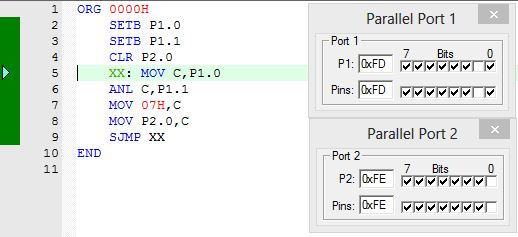 1 ORG 0000H
2 SETB P1.0
3 SETB P1.1
4 CLR P2.0
5 XX: MOV C,P1.0
6 ANL C,P1.1
7 MOV 07H,C
8 MOV P2.0,C
9 SJMP XX
10 END
11
Parallel Port 1
Port 1
7 Bits 0
P1: 0xFD
Pins: 0xFD
Parallel Port 2
Port 2
7 Bits 0
P2: 0xFE
Pins: 0xFE